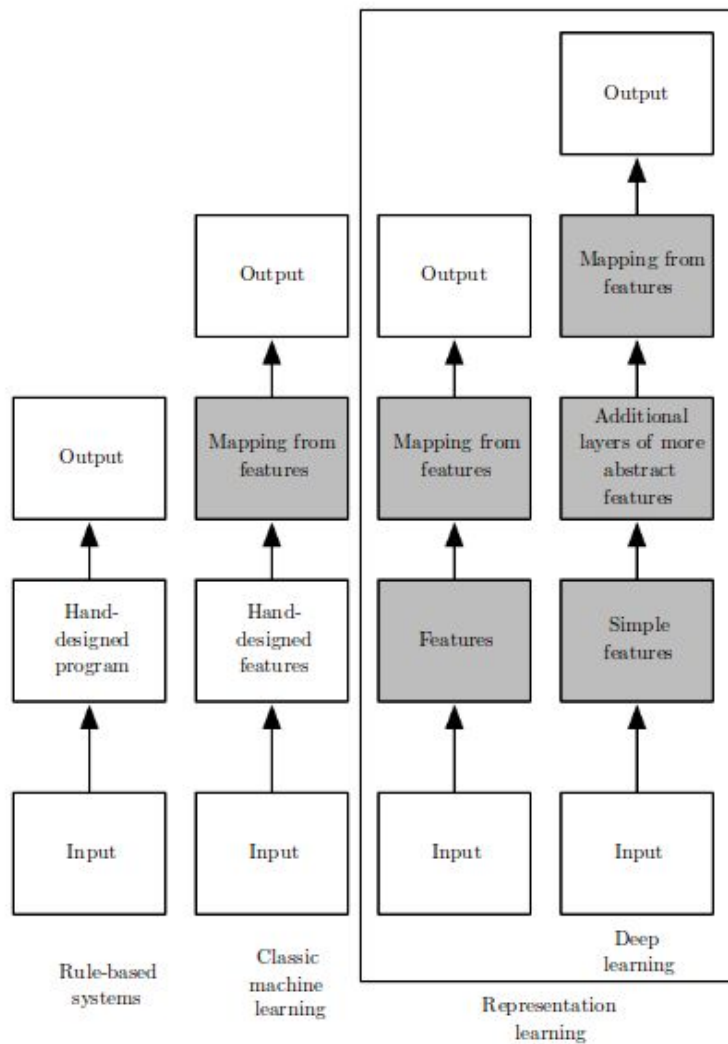 Output
Output
Output
Mapping from
features
Output
Mapping from
features
Mapping from
features
Additional
layers of more
abstract
features
Hand-
designed
program
Hand-
designed
features
Features
Simple
features
Input
Input
Input
Input
Rule-based
systems
Classic
machine
learning
Deep
learning
Representation
learning